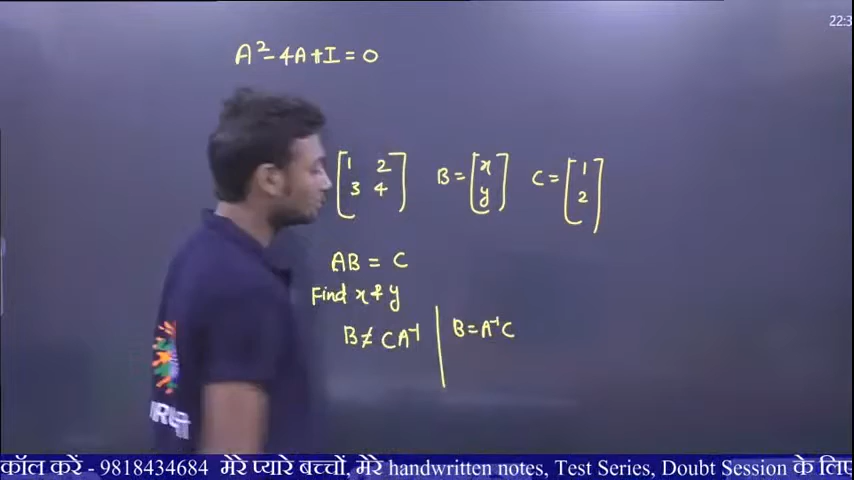 22:3
A² - 4A + I = 0
[1 2 B = [x C = [1
3 4] y] 2]
AB = C
Find x & y
B ≠ CA⁻¹ | B = A⁻¹C
कॉल करें - 9818434684 मेरे प्यारे बच्चों, मेरे handwritten notes, Test Series, Doubt Session के लिए